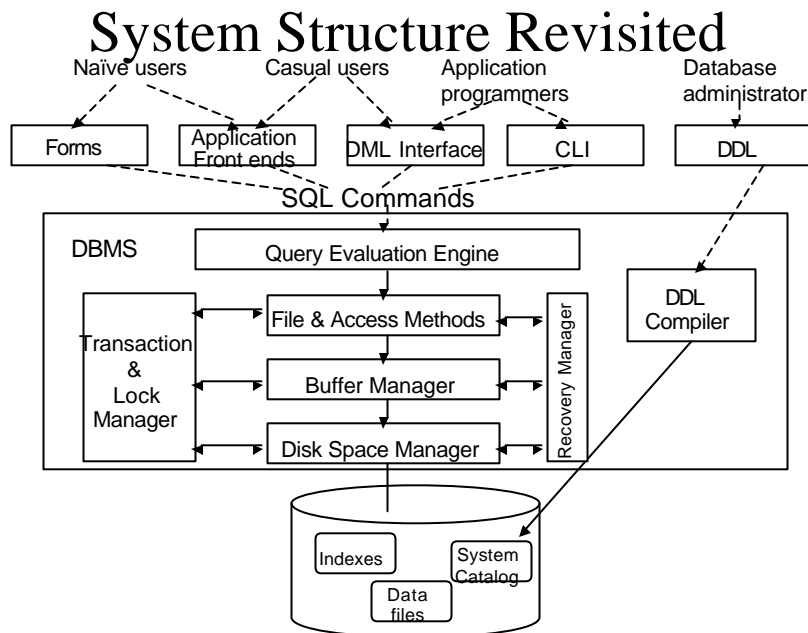 System Structure Revisited
Naïve users
Casual users
Application
programmers
Database
administrator
Forms
Application
Front ends
DML Interface
CLI
DDL
SQL Commands
DBMS
Query Evaluation Engine
Transaction
&
Lock
Manager
File & Access Methods
Buffer Manager
Disk Space Manager
Recovery Manager
DDL
Compiler
Indexes
System
Catalog
Data
files